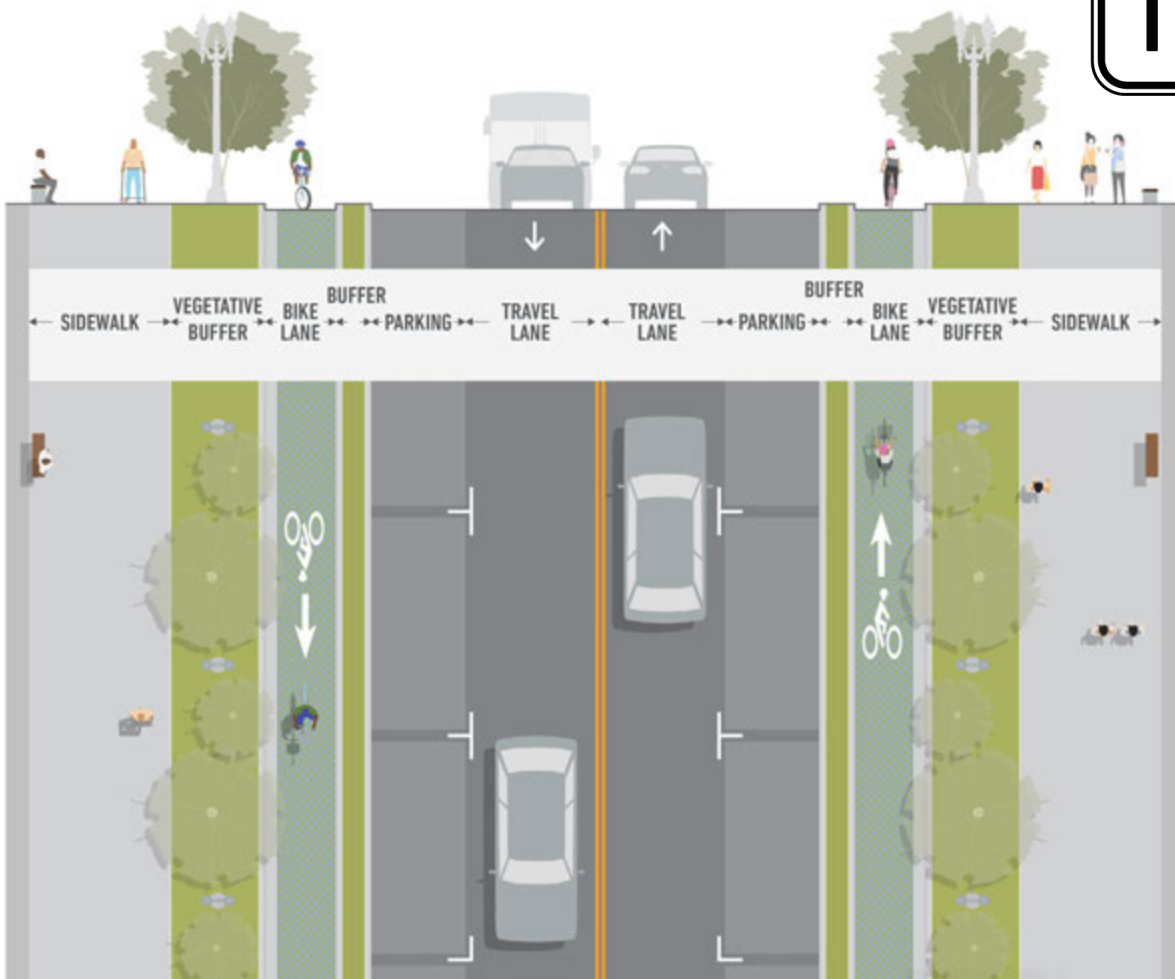 SIDEWALK
VEGETATIVE
BUFFER
BIKE
LANE
BUFFER
PARKING
TRAVEL
LANE
TRAVEL
LANE
PARKING
BUFFER
BIKE
LANE
VEGETATIVE
BUFFER
SIDEWALK